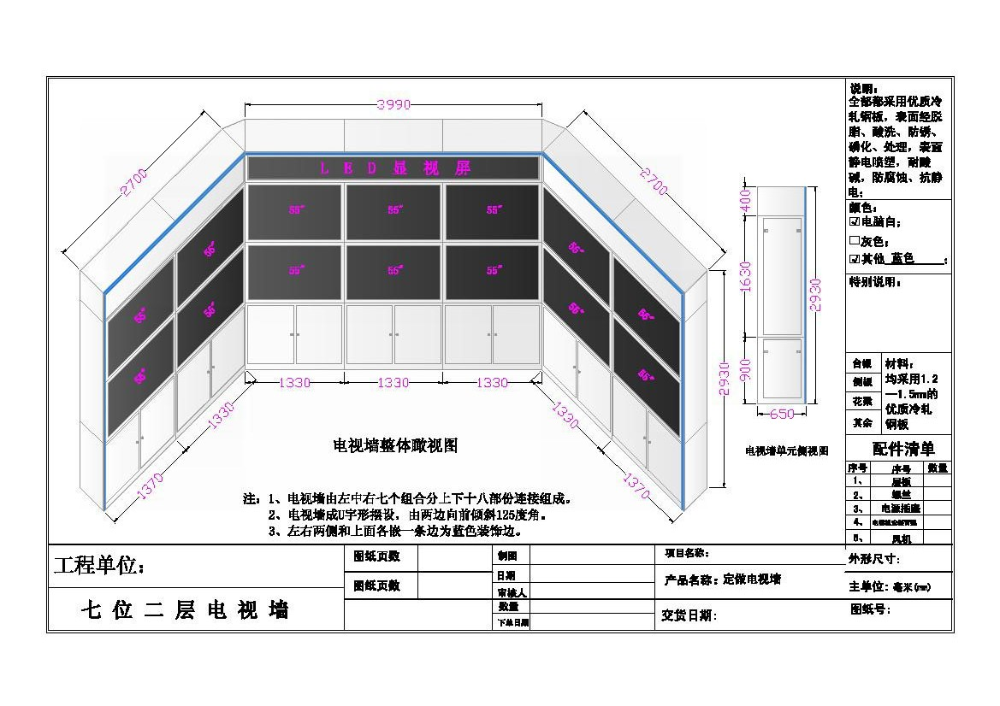 3990
2700
2700
LED显视屏
55"
55"
55"
55"
55"
55"
55"
55"
55"
55"
55"
55"
55"
55"
1330
1330
1330
1330
1370
1330
1370
2930
400
1630
900
2930
650
电视墙整体瞰视图
电视墙单元侧视图
注：1、电视墙由左中右七个组合分上下十八部份连接组成。
2、电视墙成U字形摆设，由两边向前倾斜125度角。
3、左右两侧和上面各嵌一条边为蓝色装饰边。
说明：
全部都采用优质冷
轧钢板，表面经脱
脂、酸洗、防锈、
磷化、处理，表面
静电喷塑，耐酸
碱，防腐蚀、抗静
电；
颜色：
☑电脑白；
□灰色；
☑其他 蓝色 ；
特别说明：
台板
侧板
花梁
其余
材料：
均采用1.2
—1.5mm的
优质冷轧
钢板
配件清单
序号 序号 数量
1、 层板
2、 螺兰
3、 电源插座
4、
5、 风机
外形尺寸：
主单位：毫米(mm)
图纸号：
工程单位：
七位二层电视墙
图纸页数
图纸页数
制图
日期
审核人
数量
下单日期
项目名称：
产品名称：定做电视墙
交货日期：